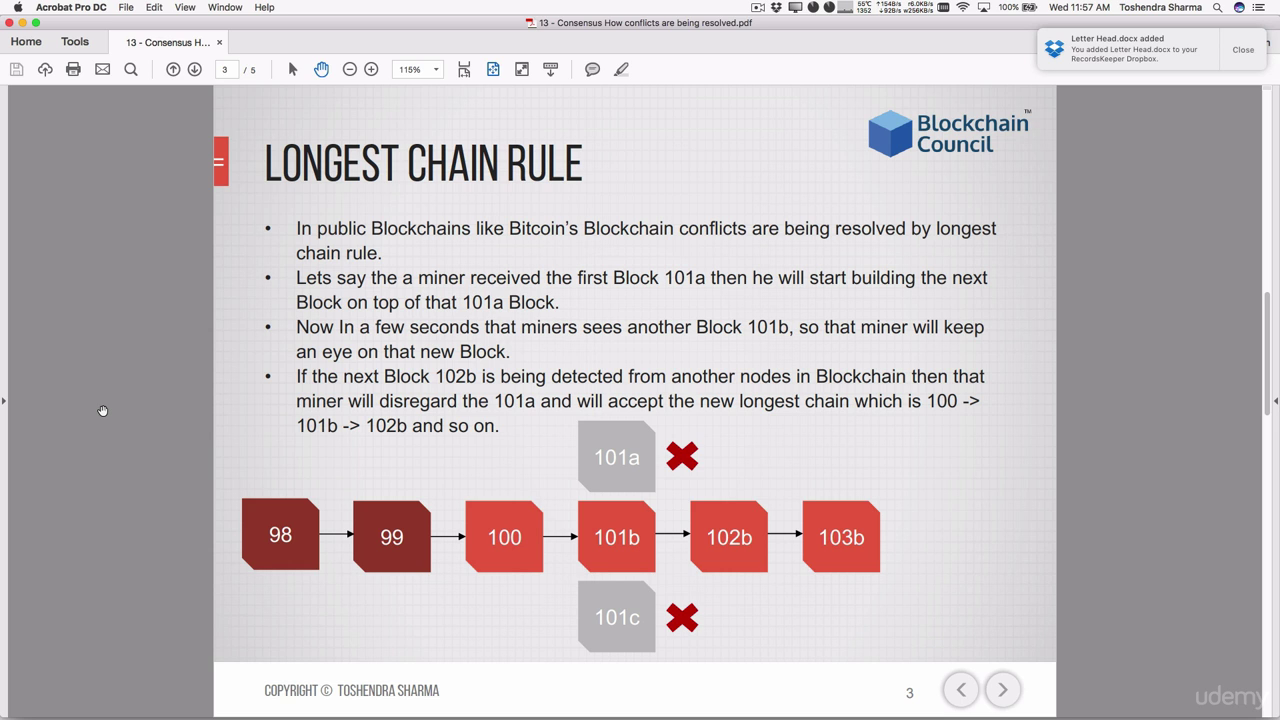 Acrobat Pro DC File Edit View Window Help
100% Wed 11:57 AM Toshendra Sharma
13 - Consensus How conflicts are being resolved.pdf
Home Tools 13 - Consensus H... ×
Letter Head.docx added
You added Letter Head.docx to your
RecordsKeeper Dropbox.
Close
3 / 5 115%
Blockchain
Council
TM
LONGEST CHAIN RULE
• In public Blockchains like Bitcoin's Blockchain conflicts are being resolved by longest
chain rule.
• Lets say the a miner received the first Block 101a then he will start building the next
Block on top of that 101a Block.
• Now In a few seconds that miners sees another Block 101b, so that miner will keep
an eye on that new Block.
• If the next Block 102b is being detected from another nodes in Blockchain then that
miner will disregard the 101a and will accept the new longest chain which is 100 ->
101b -> 102b and so on.
101a
98 99 100 101b 102b 103b
101c
COPYRIGHT © TOSHENDRA SHARMA
3
udemy